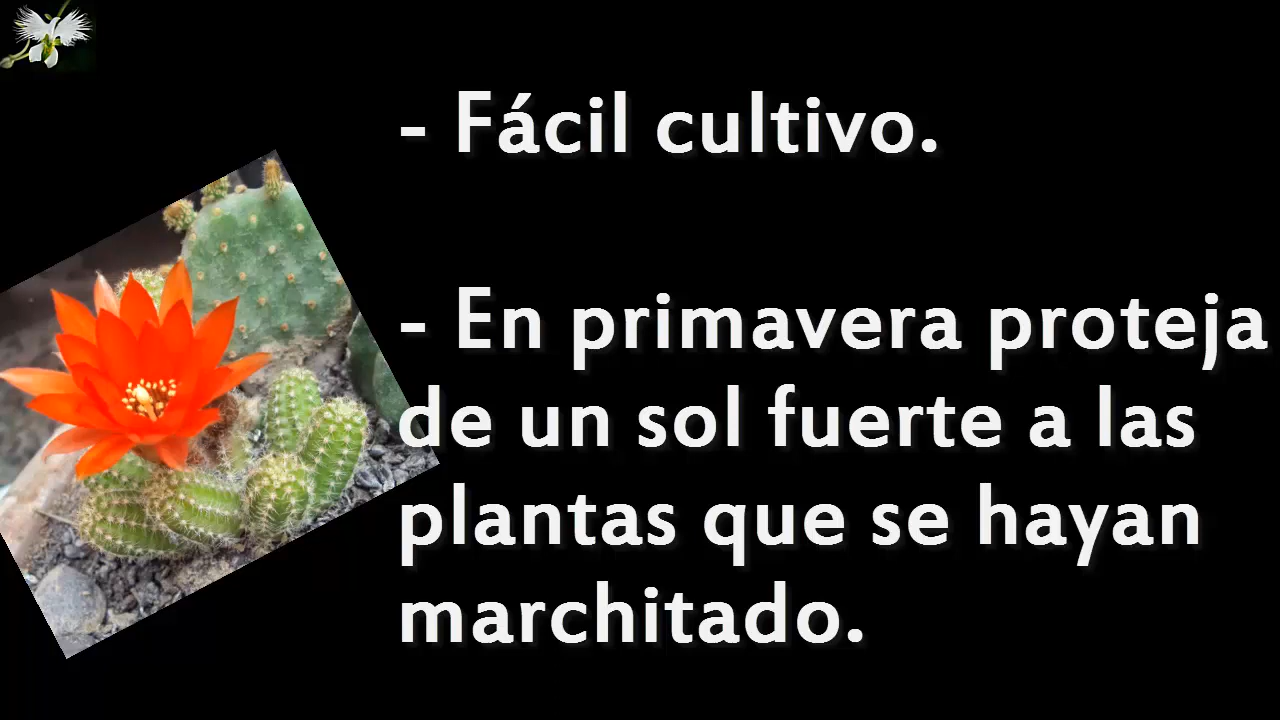 - Fácil cultivo.
- En primavera proteja
de un sol fuerte a las
plantas que se hayan
marchitado.